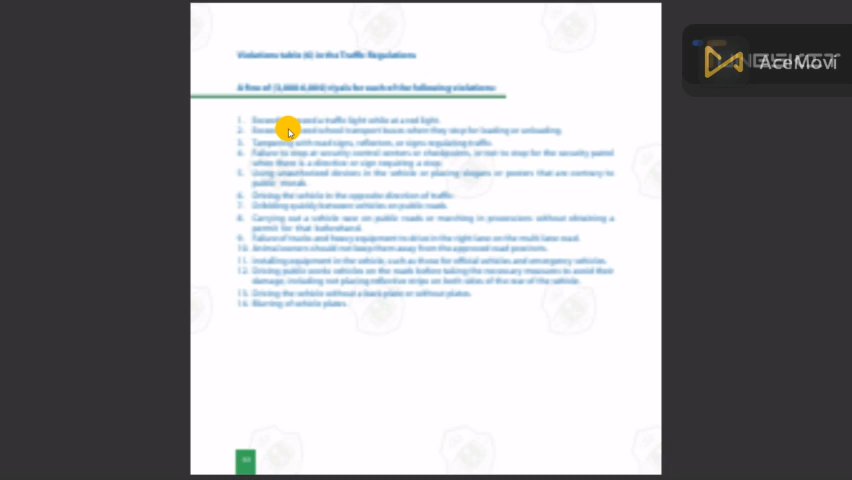 AceMovi
Violations table (6) in the Traffic Regulations
A fine of (3,000-6,000) riyals for each of the following violations:
1. a traffic light while at a red light.
2. school transport buses when they stop for loading or unloading.
3. Tampering with road signs, reflectors, or signs regulating traffic.
4. Failure to stop at security control centers or checkpoints, or not to stop for the security patrol
when there is a directive or sign requiring a stop.
5. Using unauthorized devices in the vehicle or placing slogans or posters that are contrary to
public morals.
6. Driving the vehicle in the opposite direction of traffic.
7. quickly between vehicles on public roads.
8. Carrying out a vehicle race on public roads or marching in processions without obtaining a
permit for that beforehand.
9. Failure of trucks and heavy equipment to drive in the right lane on the multi lane road.
10. Animal owners should not keep them away from the approved road precincts.
11. Installing equipment in the vehicle, such as those for official vehicles and emergency vehicles.
12. Driving public works vehicles on the roads before taking the necessary measures to avoid their
damage, including not placing reflective strips on both sides of the rear of the vehicle.
13. Driving the vehicle without a back plate or without plates.
14. Blurring of vehicle plates.